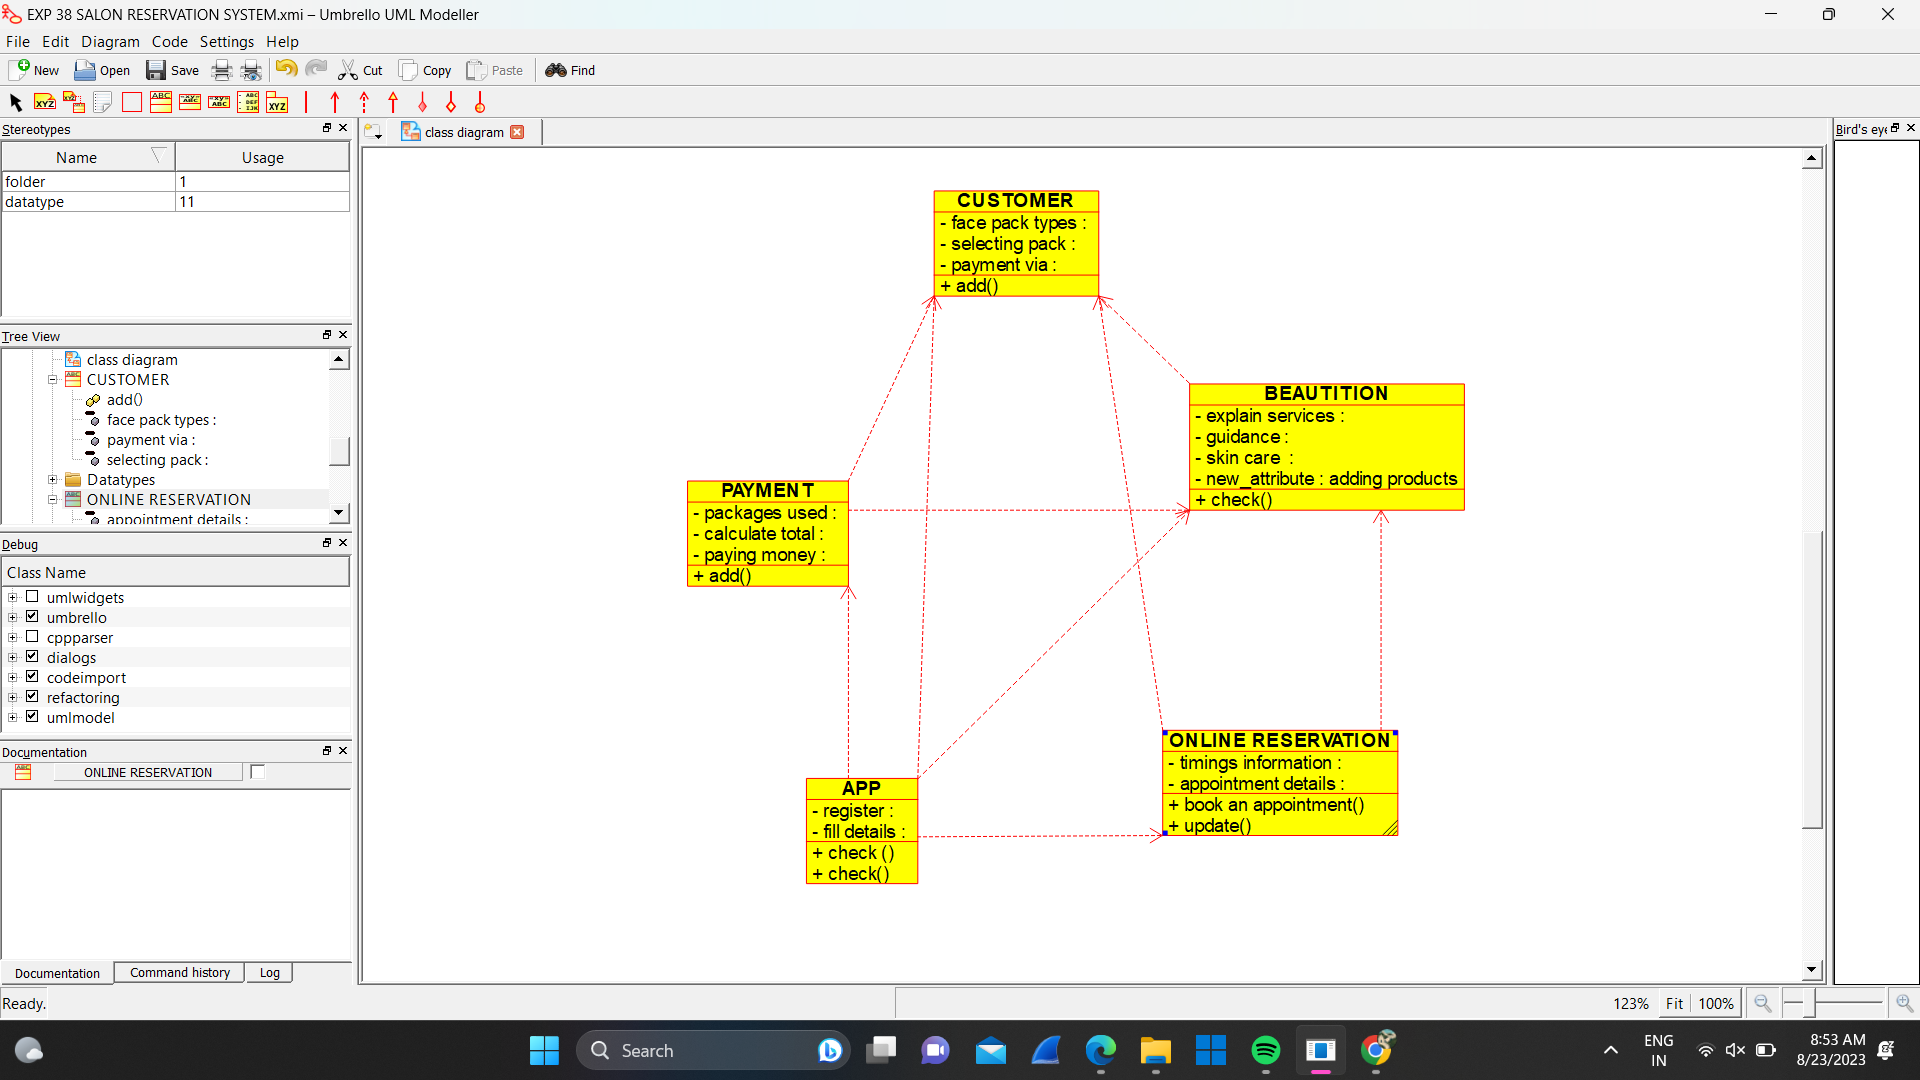 EXP 38 SALON RESERVATION SYSTEM.xmi – Umbrello UML Modeller
File Edit Diagram Code Settings Help
New Open Save Cut Copy Paste Find
Stereotypes
Name Usage
folder 1
datatype 11
Tree View
class diagram
CUSTOMER
add()
face pack types :
payment via :
selecting pack :
Datatypes
ONLINE RESERVATION
appointment details :
Debug
Class Name
umlwidgets
umbrello
cppparser
dialogs
codeimport
refactoring
umlmodel
Documentation
ONLINE RESERVATION
Documentation Command history Log
Ready.
class diagram
CUSTOMER
- face pack types :
- selecting pack :
- payment via :
+ add()
BEAUTITION
- explain services :
- guidance :
- skin care :
- new_attribute : adding products
+ check()
PAYMENT
- packages used :
- calculate total :
- paying money :
+ add()
ONLINE RESERVATION
- timings information :
- appointment details :
+ book an appointment()
+ update()
APP
- register :
- fill details :
+ check ()
+ check()
Bird's eye
123% Fit 100%
Search
ENG
IN
8:53 AM
8/23/2023